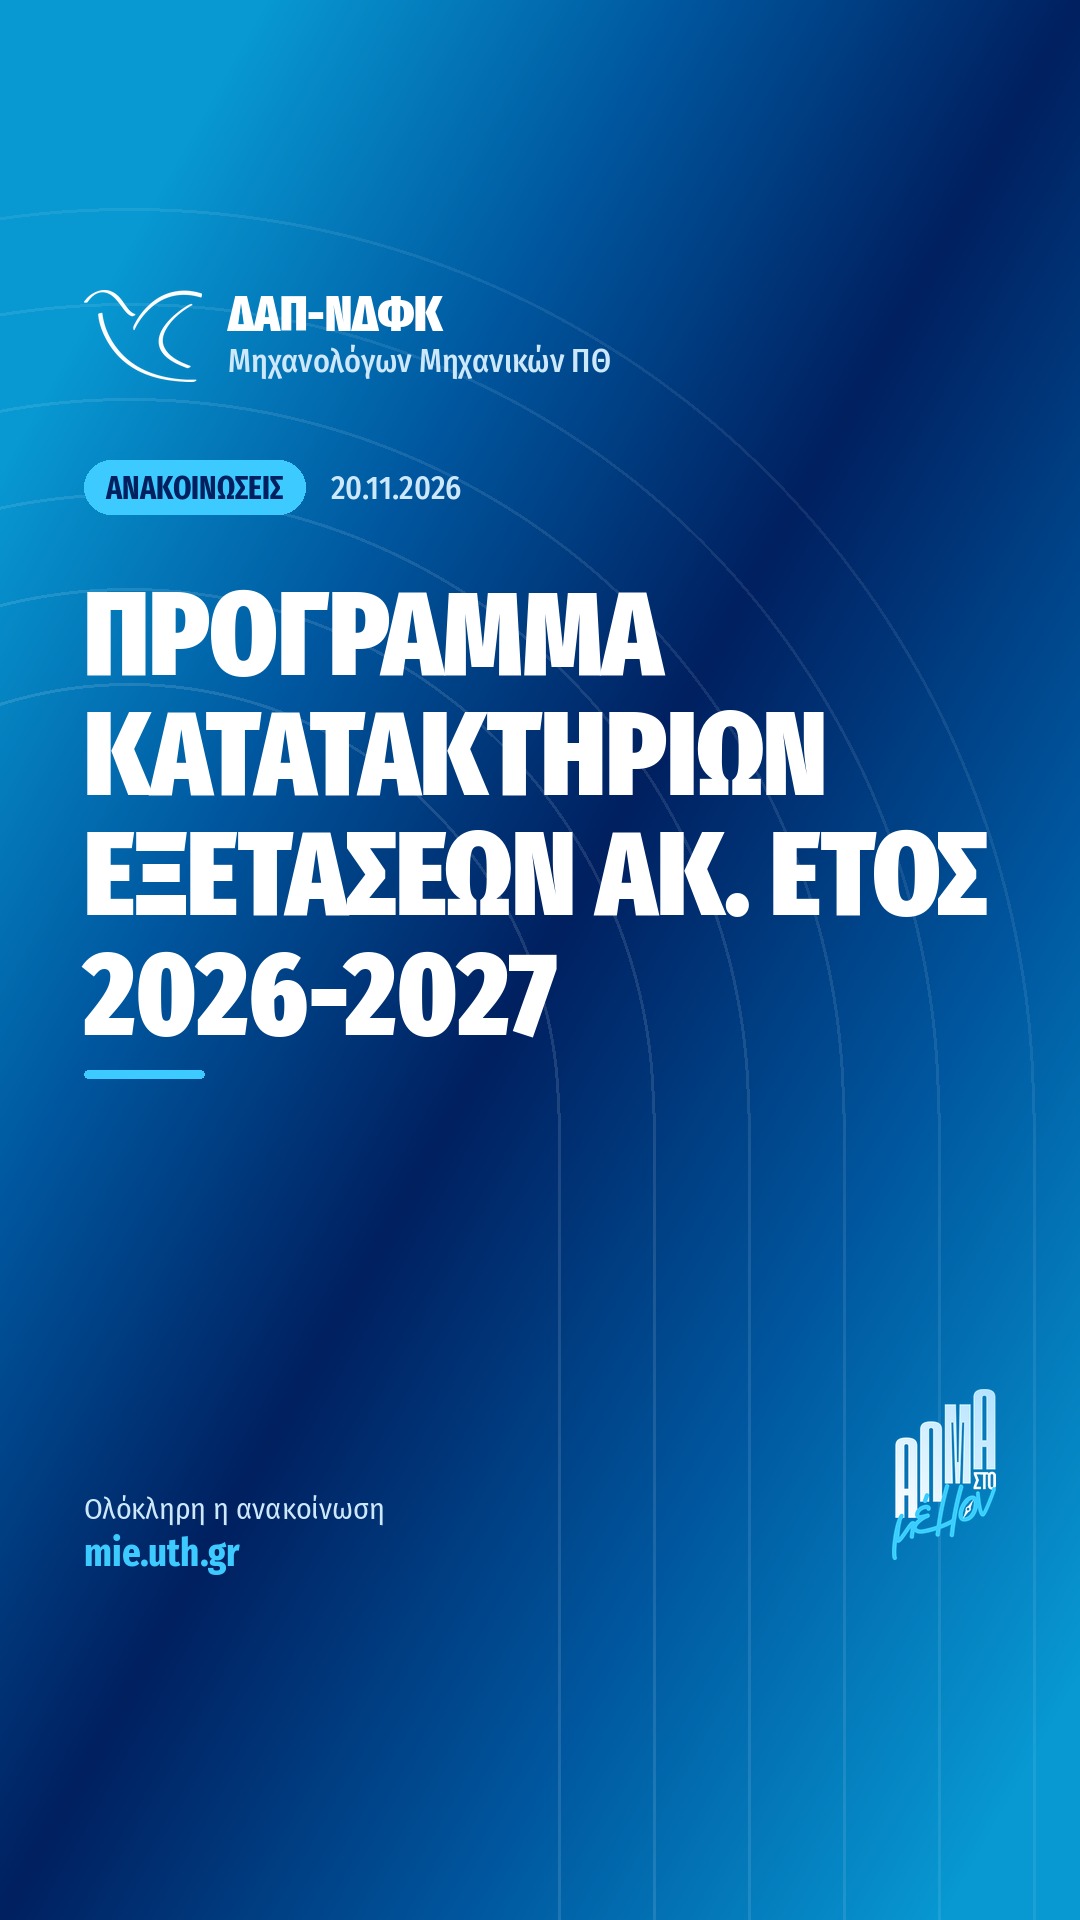 ΔΑΠ-ΝΔΦΚ
Μηχανολόγων Μηχανικών ΠΘ
ΑΝΑΚΟΙΝΩΣΕΙΣ 20.11.2026
ΠΡΟΓΡΑΜΜΑ
ΚΑΤΑΤΑΚΤΗΡΙΩΝ
ΕΞΕΤΑΣΕΩΝ ΑΚ. ΕΤΟΣ
2026-2027
ΑΛΜΑ
ΣΤΟ
μέλλον
Ολόκληρη η ανακοίνωση
mie.uth.gr